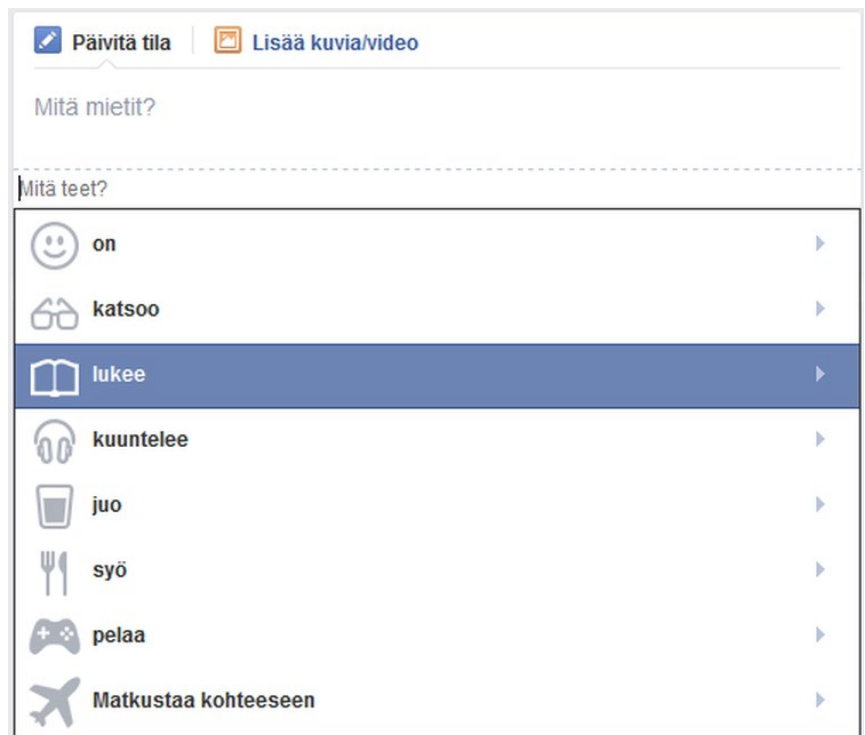 Päivitä tila Lisää kuvia/video
Mitä mietit?
Mitä teet?
on
katsoo
lukee
kuuntelee
juo
syö
pelaa
Matkustaa kohteeseen